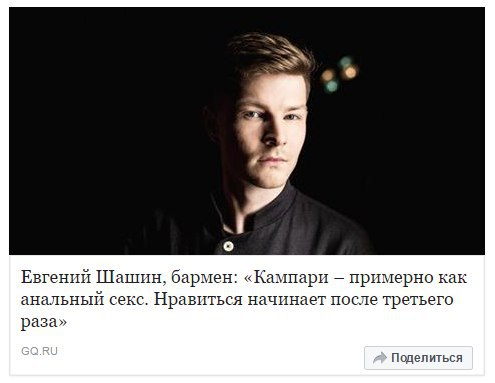 Евгений Шашин, бармен: «Кампари – примерно как
анальный секс. Нравиться начинает после третьего
раза»
GQ.RU
Поделиться